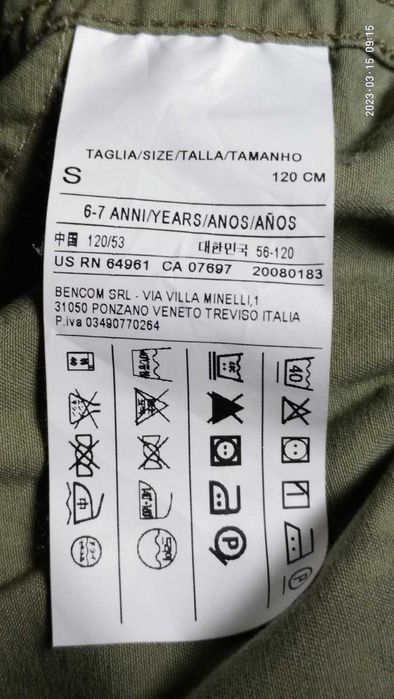 2023-03-15 09:15
TAGLIA/SIZE/TALLA/TAMANHO
S 120 CM
6-7 ANNI/YEARS/ANOS/AÑOS
中国 120/53 대한민국 56-120
US RN 64961 CA 07697 20080183
BENCOM SRL - VIA VILLA MINELLI,1
31050 PONZANO VENETO TREVISO ITALIA
P.iva 03490770264
40
P
中
P